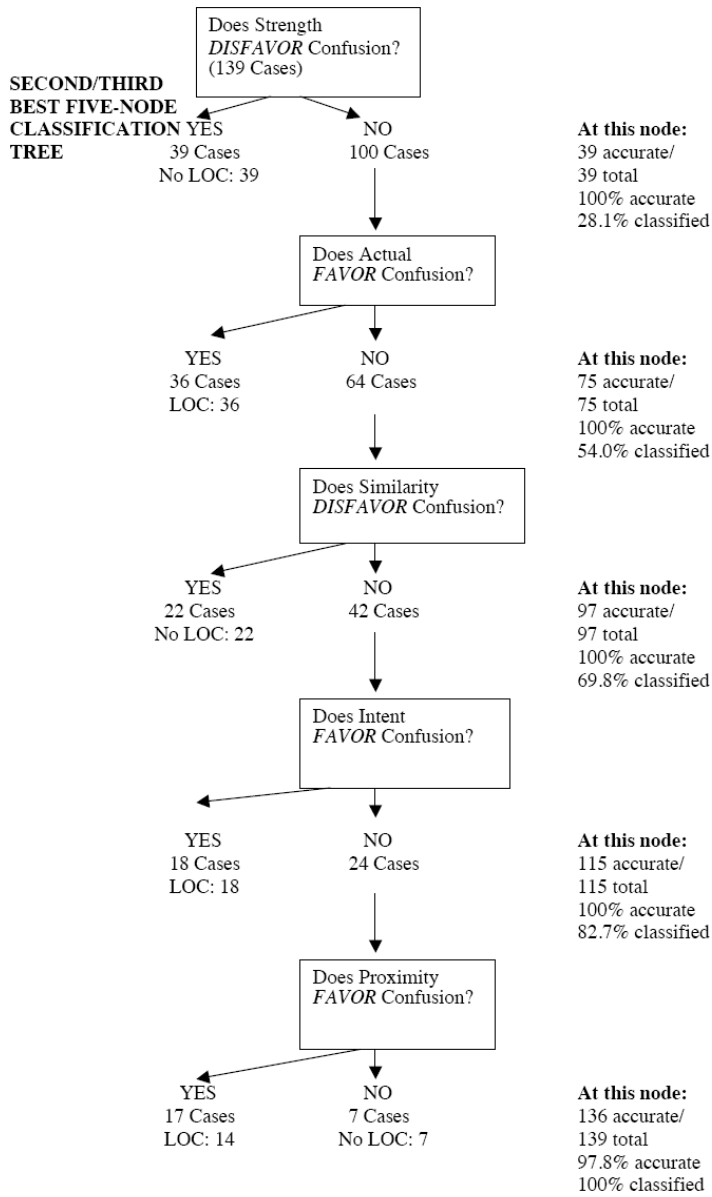 Does Strength
DISFAVOR Confusion?
(139 Cases)
SECOND/THIRD
BEST FIVE-NODE
CLASSIFICATION
TREE
YES
39 Cases
No LOC: 39
NO
100 Cases
At this node:
39 accurate/
39 total
100% accurate
28.1% classified
Does Actual
FAVOR Confusion?
YES
36 Cases
LOC: 36
NO
64 Cases
At this node:
75 accurate/
75 total
100% accurate
54.0% classified
Does Similarity
DISFAVOR Confusion?
YES
22 Cases
No LOC: 22
NO
42 Cases
At this node:
97 accurate/
97 total
100% accurate
69.8% classified
Does Intent
FAVOR Confusion?
YES
18 Cases
LOC: 18
NO
24 Cases
At this node:
115 accurate/
115 total
100% accurate
82.7% classified
Does Proximity
FAVOR Confusion?
YES
17 Cases
LOC: 14
NO
7 Cases
No LOC: 7
At this node:
136 accurate/
139 total
97.8% accurate
100% classified